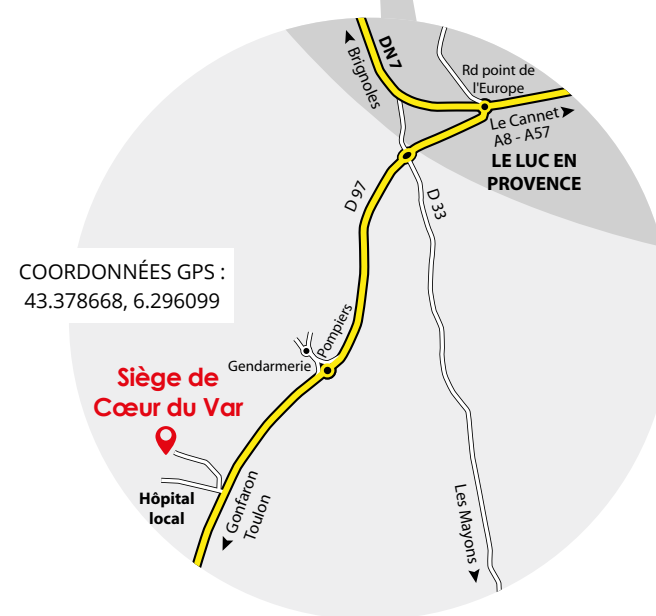 DN7
Brignoles
Rd point de
l'Europe
Le Cannet
A8 - A57
LE LUC EN
PROVENCE
D 97
D 33
COORDONNÉES GPS :
43.378668, 6.296099
Pompiers
Gendarmerie
Siège de
Cœur du Var
Hôpital
local
Gonfaron
Toulon
Les Mayons